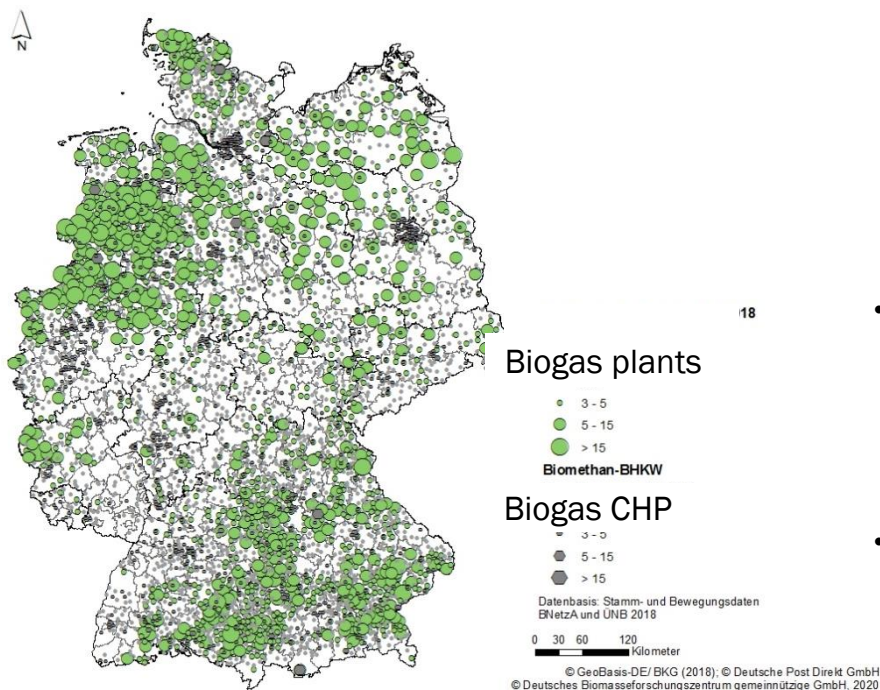 N
18
Biogas plants
3 - 5
5 - 15
> 15
Biomethan-BHKW
Biogas CHP
3 - 5
5 - 15
> 15
Datenbasis: Stamm- und Bewegungsdaten
BNetzA und ÜNB 2018
0 30 60 120
Kilometer
© GeoBasis-DE/ BKG (2018); © Deutsche Post Direkt GmbH
© Deutsches Biomasseforschungszentrum gemeinnützige GmbH, 2020